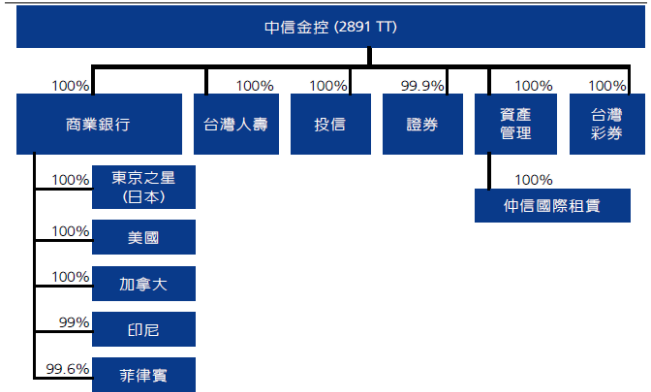 中信金控 (2891 TT)
100%
100%
100%
99.9%
100%
100%
商業銀行
台灣人壽
投信
證券
資產
管理
台灣
彩券
100%
東京之星
(日本)
100%
仲信國際租賃
100%
美國
100%
加拿大
99%
印尼
99.6%
菲律賓